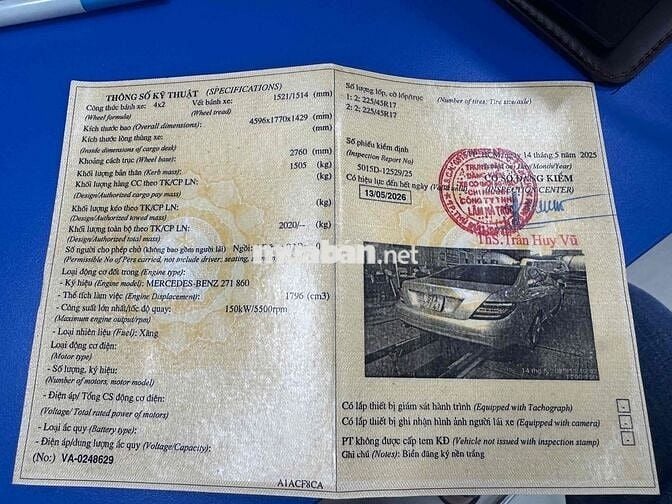 THÔNG SỐ KỸ THUẬT (SPECIFICATIONS)
Công thức bánh xe: 4x2 Vết bánh xe: 1521/1514 (mm)
(Wheel formula) (Wheel tread)
Kích thước bao (Overall dimensions): 4596x1770x1429 (mm)
Kích thước lòng thùng xe: (mm)
(Inside dimensions of cargo desk)
Khoảng cách trục (Wheel base): 2760 (mm)
Khối lượng bản thân (Kerb mass): 1505 (kg)
Khối lượng hàng CC theo TK/CP LN: (kg)
(Design/Authorized cargo pay mass)
Khối lượng kéo theo TK/CP LN: (kg)
(Design/Authorized towed mass)
Khối lượng toàn bộ theo TK/CP LN: 2020/-- (kg)
(Design/Authorized total mass)
Số người cho phép chở (không bao gồm người lái) Ngồi:
(Permissible No of Pers carried, not include driver: seating,
Loại động cơ đốt trong (Engine type):
- Ký hiệu (Engine model): MERCEDES-BENZ 271 860
- Thể tích làm việc (Engine Displacement): 1796 (cm3)
- Công suất lớn nhất/tốc độ quay: 150kW/5500rpm
(Maximum engine output/rpm)
- Loại nhiên liệu (Fuel): Xăng
Loại động cơ điện:
(Motor type)
- Số lượng, ký hiệu:
(Number of motors, motor model)
- Điện áp/ Tổng CS động cơ điện:
(Voltage/ Total rated power of motors)
- Loại ắc quy (Battery type):
- Điện áp/dung lượng ắc quy (Voltage/Capacity):
(No:) VA-0248629
A1ACF8CA
Số lượng lốp, cỡ lốp/trục
(Number of tires; Tire size/axle)
1: 2; 225/45R17
2: 2; 225/45R17
Số phiếu kiểm định
(Inspection Report No)
5015D-12529/25
Có hiệu lực đến hết ngày
13/05/2026
ngày 14 tháng 5 năm 2025
CƠ SỞ ĐĂNG KIỂM
(INSPECTION CENTER)
CÔNG TY TNHH
ThS. Trần Huy Vũ
muaban.net
Có lắp thiết bị giám sát hành trình (Equipped with Tachograph) -
Có lắp thiết bị ghi nhận hình ảnh người lái xe (Equipped with camera) -
PT không được cấp tem KĐ (Vehicle not issued with inspection stamp) -
Ghi chú (Notes): Biển đăng ký nền trắng.